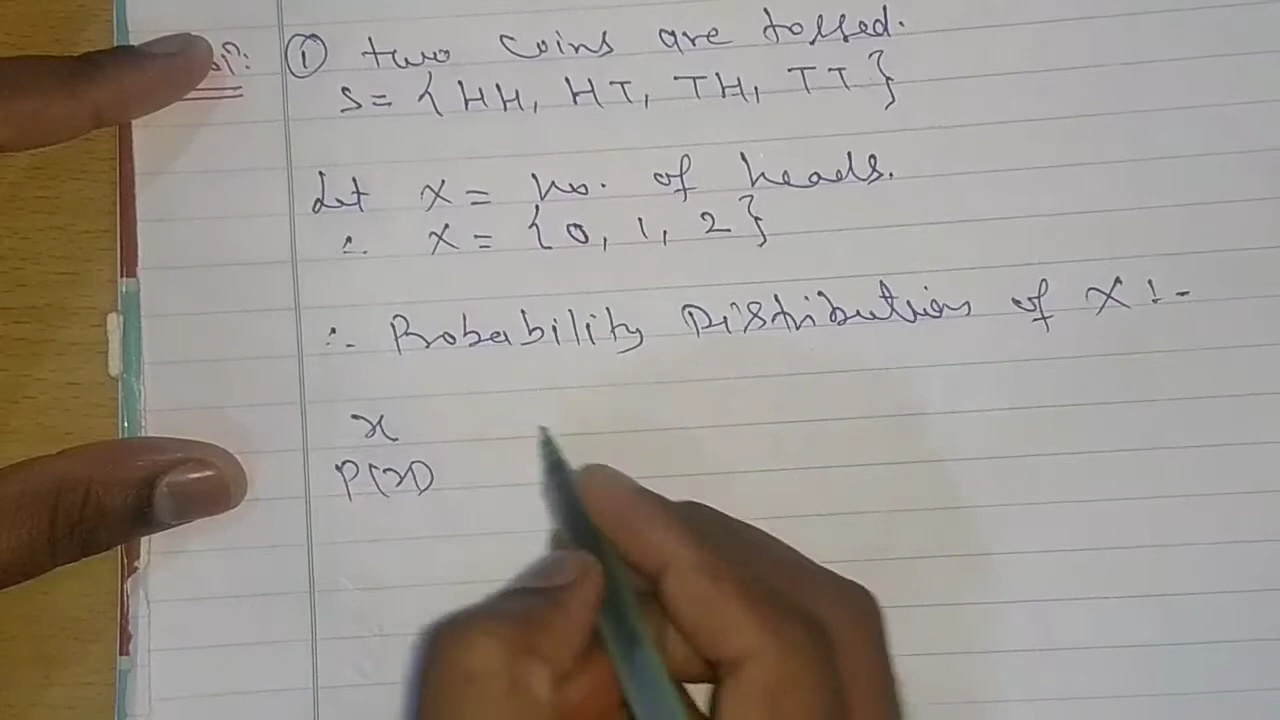 ① two coins are tossed.
S = {HH, HT, TH, TT}
Let X = no. of heads.
∴ X = {0, 1, 2}
∴ Probability Distribution of X :-
x
P(x)